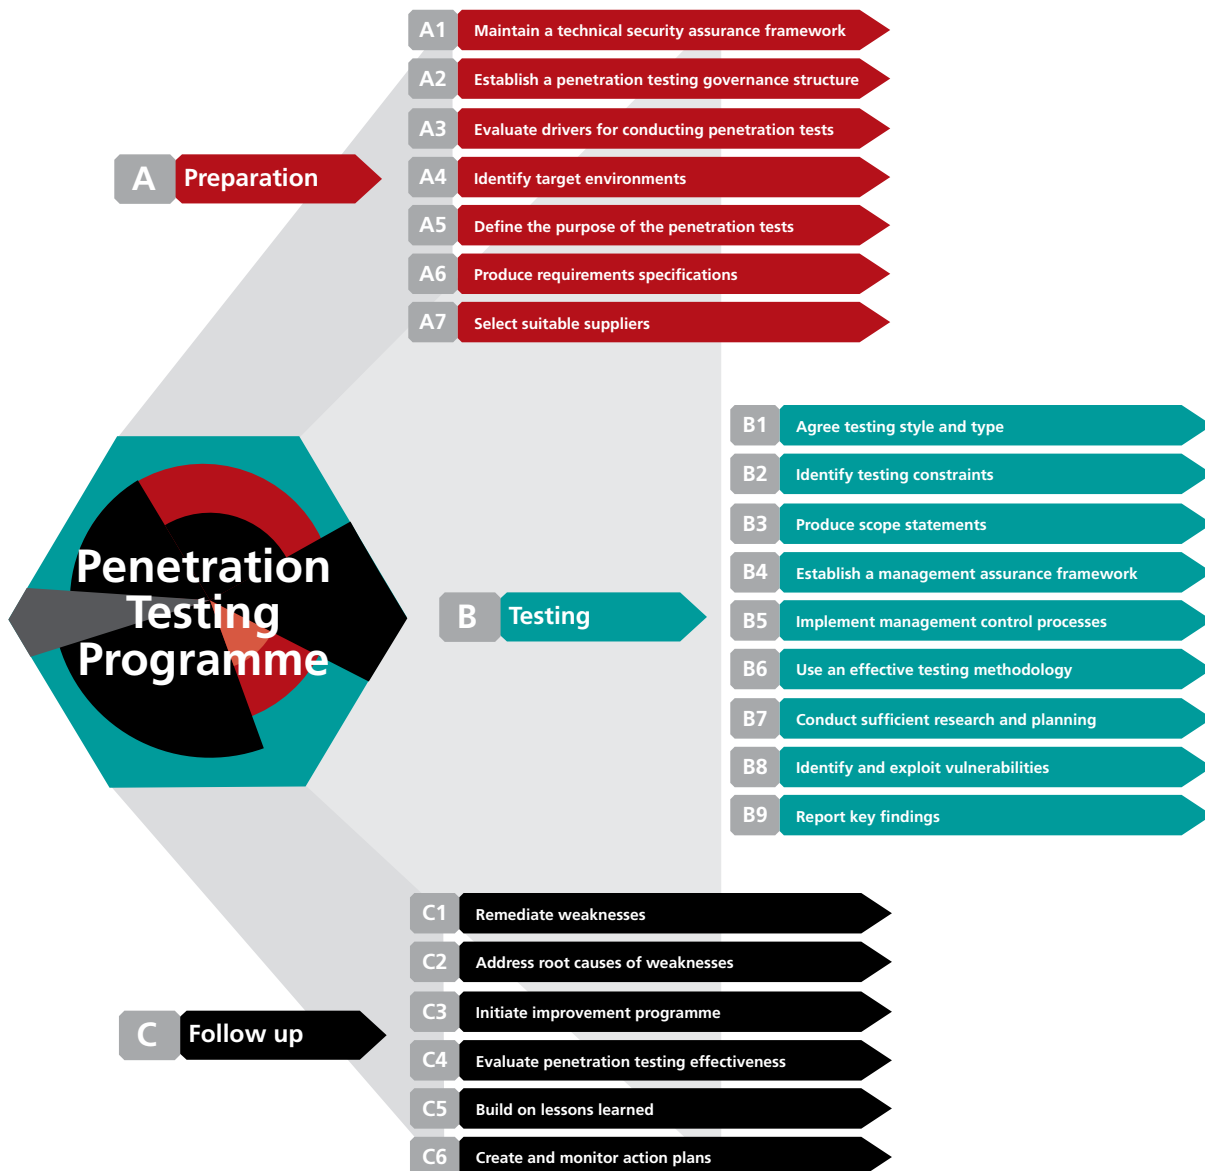 A1 Maintain a technical security assurance framework
A2 Establish a penetration testing governance structure
A3 Evaluate drivers for conducting penetration tests
A Preparation
A4 Identify target environments
A5 Define the purpose of the penetration tests
A6 Produce requirements specifications
A7 Select suitable suppliers
Penetration
Testing
Programme
B Testing
B1 Agree testing style and type
B2 Identify testing constraints
B3 Produce scope statements
B4 Establish a management assurance framework
B5 Implement management control processes
B6 Use an effective testing methodology
B7 Conduct sufficient research and planning
B8 Identify and exploit vulnerabilities
B9 Report key findings
C Follow up
C1 Remediate weaknesses
C2 Address root causes of weaknesses
C3 Initiate improvement programme
C4 Evaluate penetration testing effectiveness
C5 Build on lessons learned
C6 Create and monitor action plans